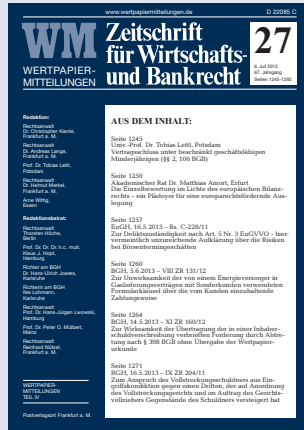 www.wertpapiermitteilungen.de
D 22085 C
WM
WERTPAPIER-
MITTEILUNGEN
Zeitschrift
für Wirtschafts-
und Bankrecht
27
6. Juli 2013
67. Jahrgang
Seiten 1245-1292
Redaktion:
Rechtsanwalt
Dr. Christopher Kienle,
Frankfurt a. M.
Rechtsanwalt
Dr. Andreas Lange,
Frankfurt a. M.
Prof. Dr. Tobias Lettl,
Potsdam
Rechtsanwalt
Dr. Helmut Merkel,
Frankfurt a. M.
Arne Wittig,
Essen
Redaktionsbeirat:
Rechtsanwalt
Thorsten Höche,
Berlin
Prof. Dr. Dr. Dr. h.c. mult.
Klaus J. Hopt,
Hamburg
Richter am BGH
Dr. Hans-Ulrich Joeres,
Karlsruhe
Richterin am BGH
Ilse Lohmann,
Karlsruhe
Rechtsanwalt
Prof. Dr. Hans-Jürgen Lwowski,
Hamburg
Prof. Dr. Peter O. Mülbert,
Mainz
Rechtsanwalt
Reinhard Nützel,
Frankfurt a. M.
WERTPAPIER-
MITTEILUNGEN
TEIL IV
Postvertriebsort Frankfurt a. M.
AUS DEM INHALT:
Seite 1245
Univ.-Prof. Dr. Tobias Lettl, Potsdam
Vertragsschluss unter beschränkt geschäftsfähigen
Minderjährigen (§§ 2, 106 BGB)
Seite 1250
Akademischer Rat Dr. Matthias Amort, Erfurt
Die Einzelbewertung im Lichte des europäischen Bilanz-
rechts – ein Plädoyer für eine europarechtsfördernde Aus-
legung
Seite 1257
EuGH, 16.5.2013 – Rs. C-228/11
Zur Deliktszuständigkeit nach Art. 5 Nr. 3 EuGVVO - hier:
vermeintlich unzureichende Aufklärung über die Risiken
bei Börsentermingeschäften
Seite 1260
BGH, 5.6.2013 – VIII ZR 131/12
Zur Unwirksamkeit der von einem Energieversorger in
Gaslieferungsverträgen mit Sonderkunden verwendeten
Formularklausel über die vom Kunden einzuhaltende
Zahlungsweise
Seite 1264
BGH, 14.5.2013 – XI ZR 160/12
Zur Wirksamkeit der Übertragung der in einer Inhaber-
schuldverschreibung verbrieften Forderung durch Abtre-
tung nach § 398 BGB ohne Übergabe der Wertpapier-
urkunde
Seite 1271
BGH, 16.5.2013 – IX ZR 204/11
Zum Anspruch des Vollstreckungsschuldners aus Ein-
griffskondiktion gegen einen Dritten, der auf Anordnung
des Vollstreckungsgerichts und im Auftrag des Gerichts-
vollziehers Gegenstände des Schuldners versteigert hat